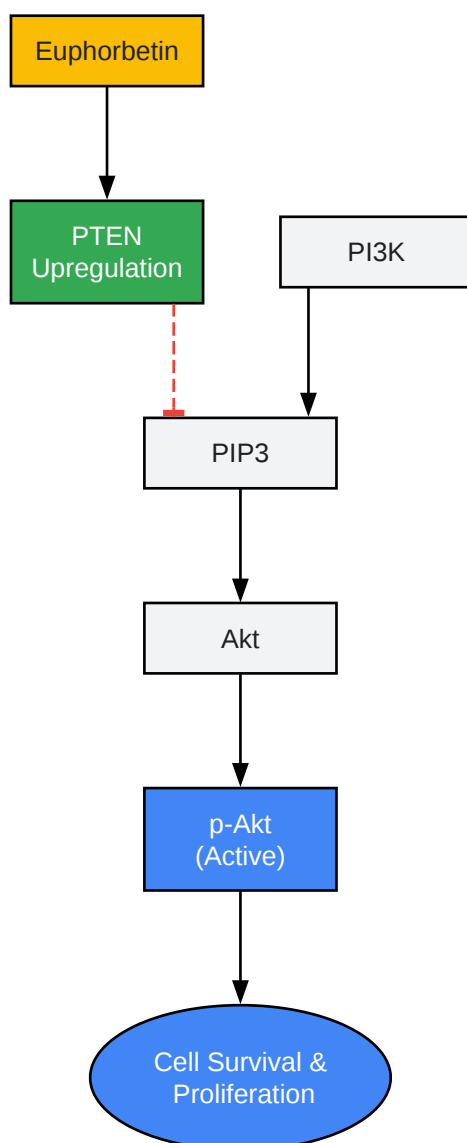 Euphorbetin
PTEN
Upregulation
PI3K
PIP3
Akt
p-Akt
(Active)
Cell Survival &
Proliferation